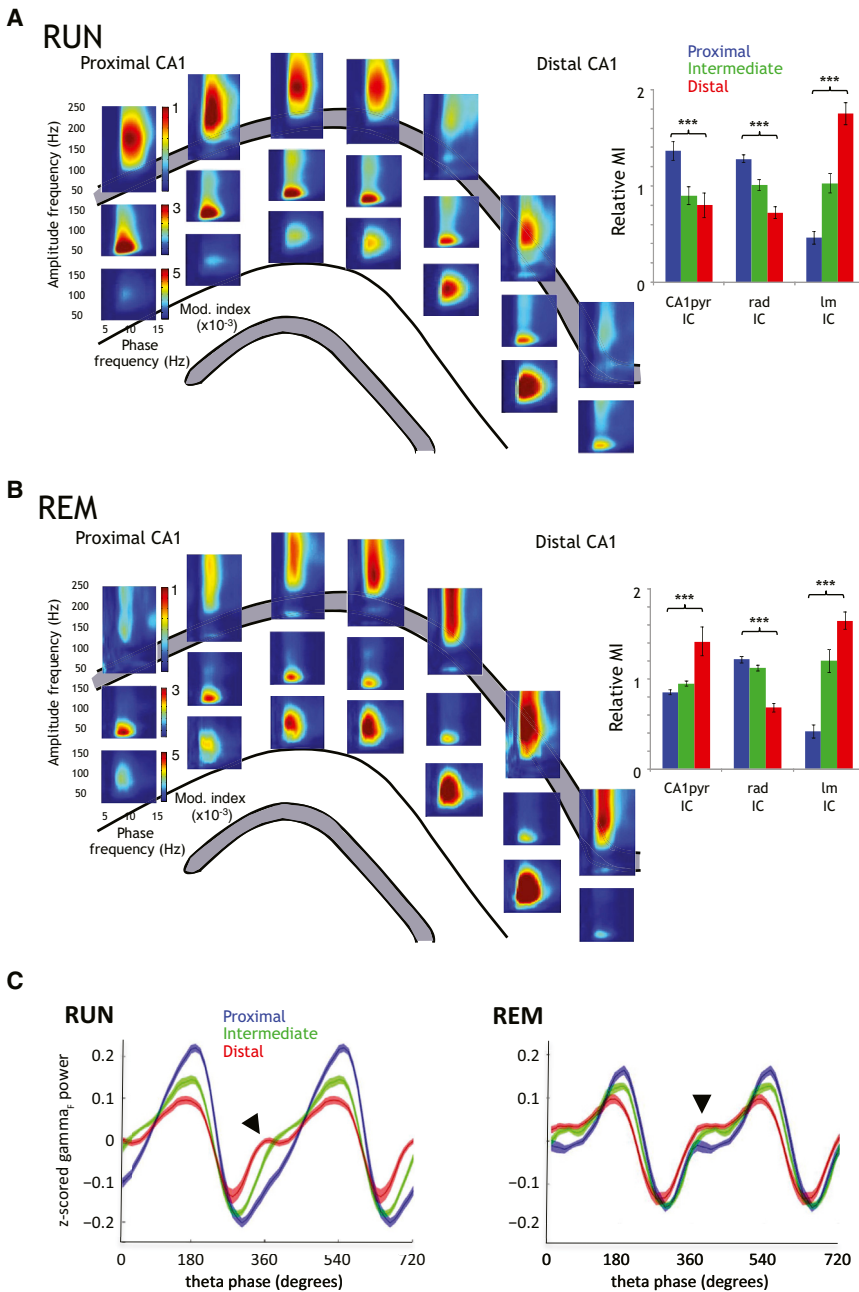 A
RUN
Proximal CA1
Distal CA1
Amplitude frequency (Hz)
250
200
150
100
50
1
150
100
50
3
150
100
50
5
5 10 15
Phase
frequency (Hz)
Mod. index
(x10-3)
Proximal
Intermediate
Distal
Relative MI
2
1
0
***
***
***
CA1pyr
IC
rad
IC
lm
IC
B
REM
Proximal CA1
Distal CA1
Amplitude frequency (Hz)
250
200
150
100
50
1
150
100
50
3
150
100
50
5
5 10 15
Phase
frequency (Hz)
Mod. index
(x10-3)
Relative MI
2
1
0
***
***
***
CA1pyr
IC
rad
IC
lm
IC
C
RUN
Proximal
Intermediate
Distal
z-scored gammaF power
0.2
0.1
0
−0.1
−0.2
0 180 360 540 720
theta phase (degrees)
REM
0.2
0.1
0
−0.1
−0.2
0 180 360 540 720
theta phase (degrees)